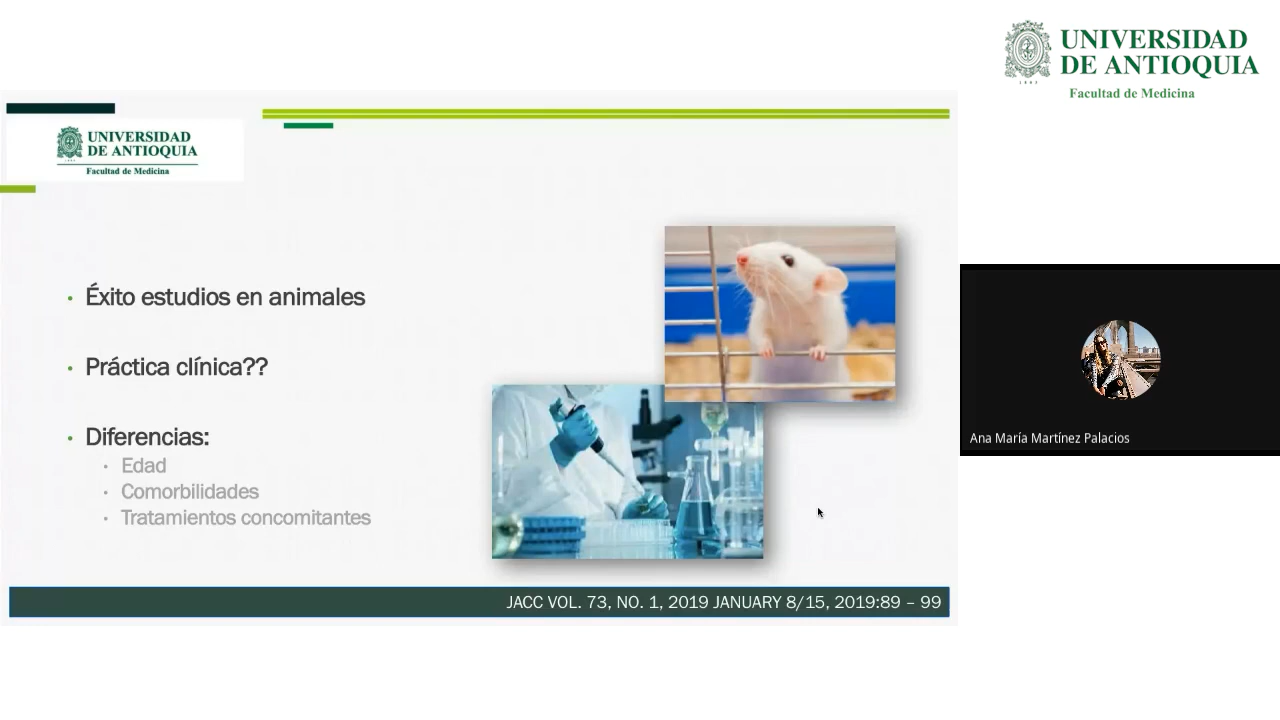 UNIVERSIDAD
DE ANTIOQUIA
1803
Facultad de Medicina
UNIVERSIDAD
DE ANTIOQUIA
Facultad de Medicina
• Éxito estudios en animales
• Práctica clínica??
• Diferencias:
• Edad
• Comorbilidades
• Tratamientos concomitantes
JACC VOL. 73, NO. 1, 2019 JANUARY 8/15, 2019:89 – 99
Ana María Martínez Palacios